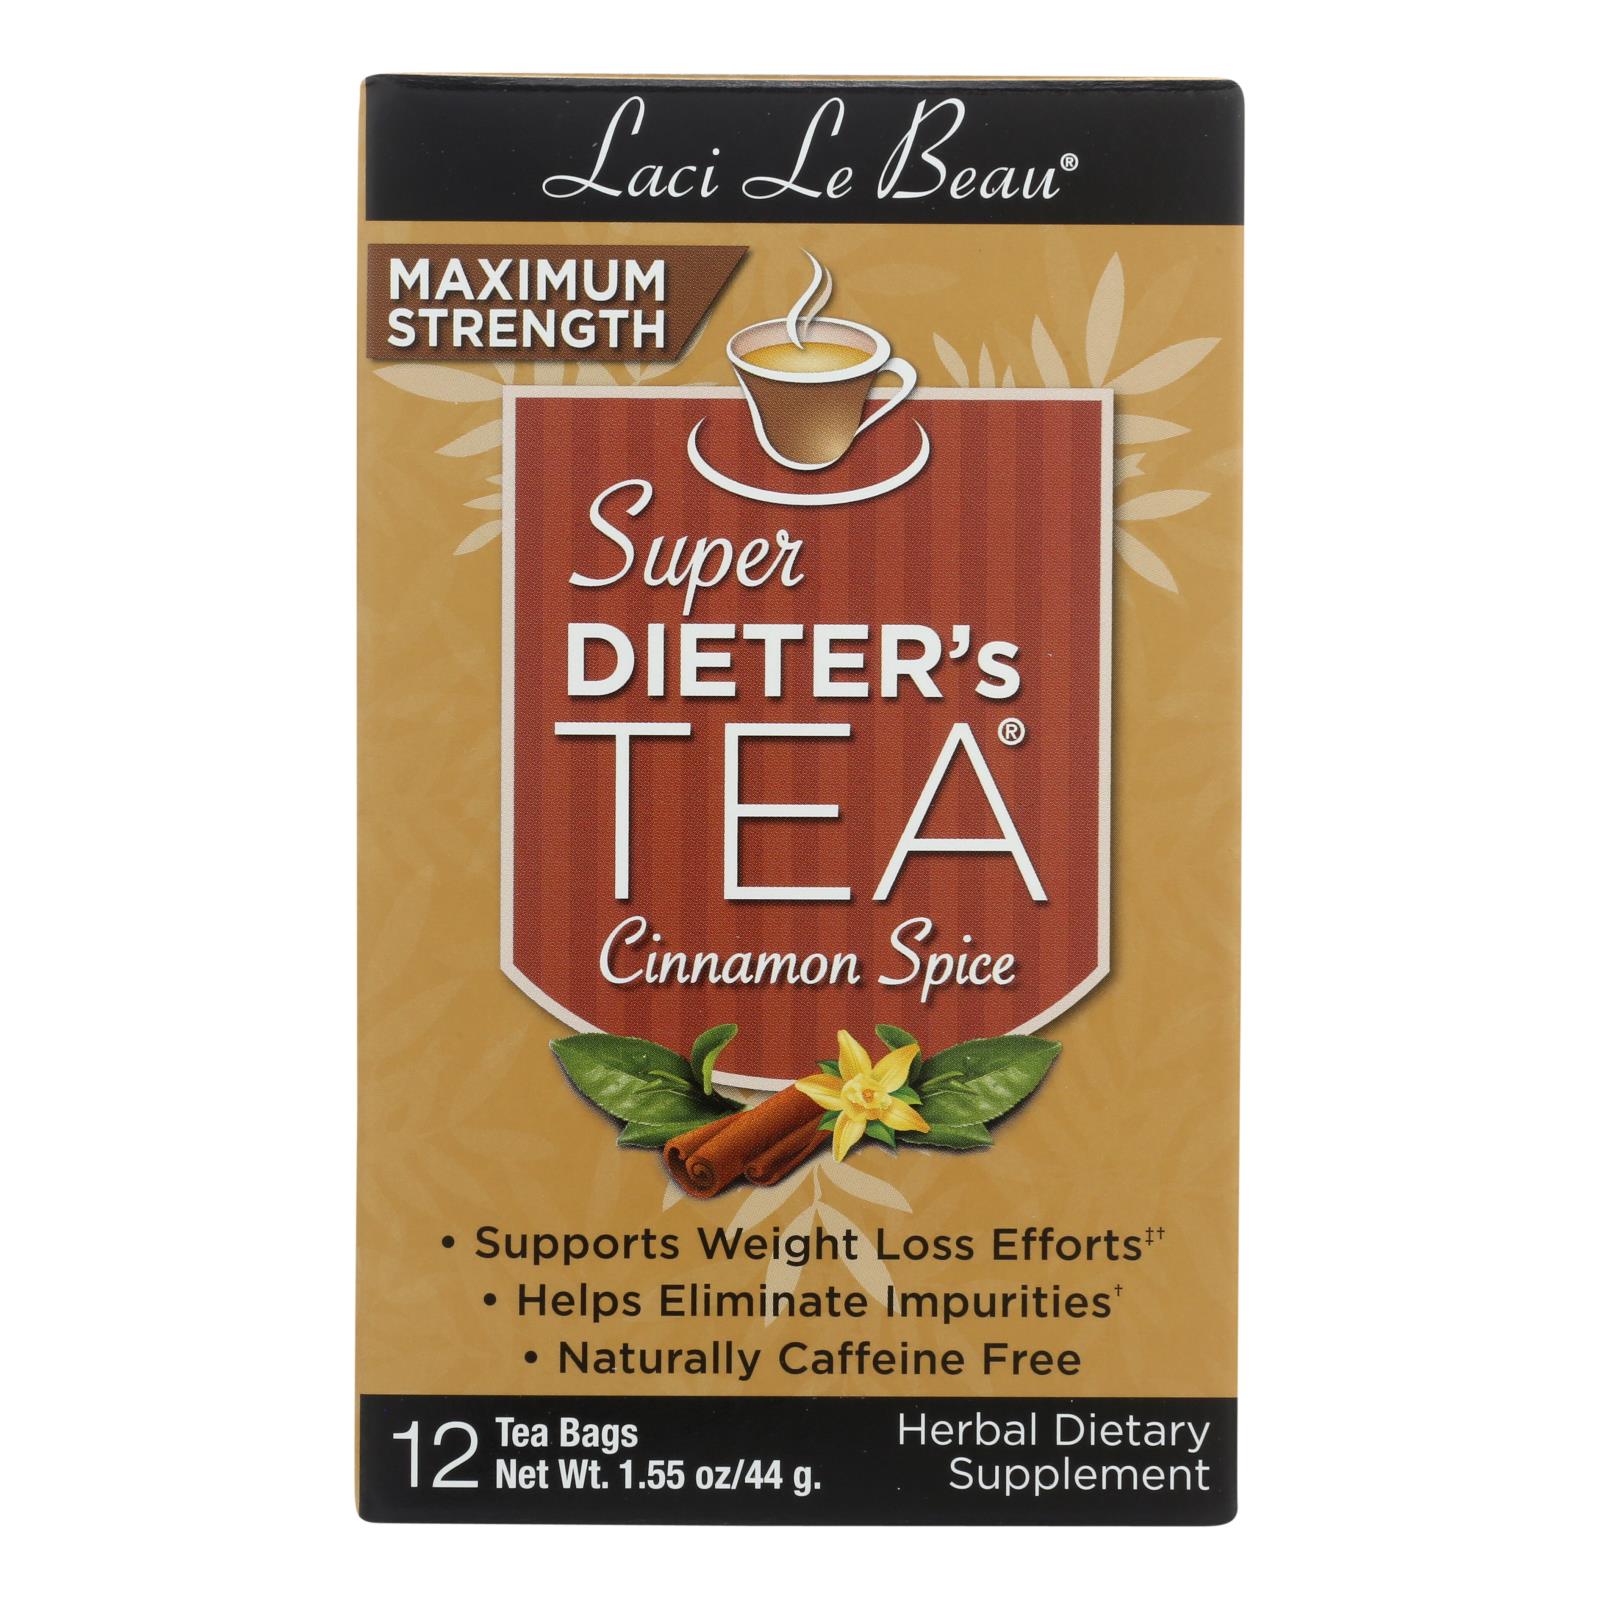 Laci Le Beau®
MAXIMUM
STRENGTH
Super
DIETER's
TEA®
Cinnamon Spice
• Supports Weight Loss Efforts‡†
• Helps Eliminate Impurities†
• Naturally Caffeine Free
12 Tea Bags
Net Wt. 1.55 oz/44 g.
Herbal Dietary
Supplement